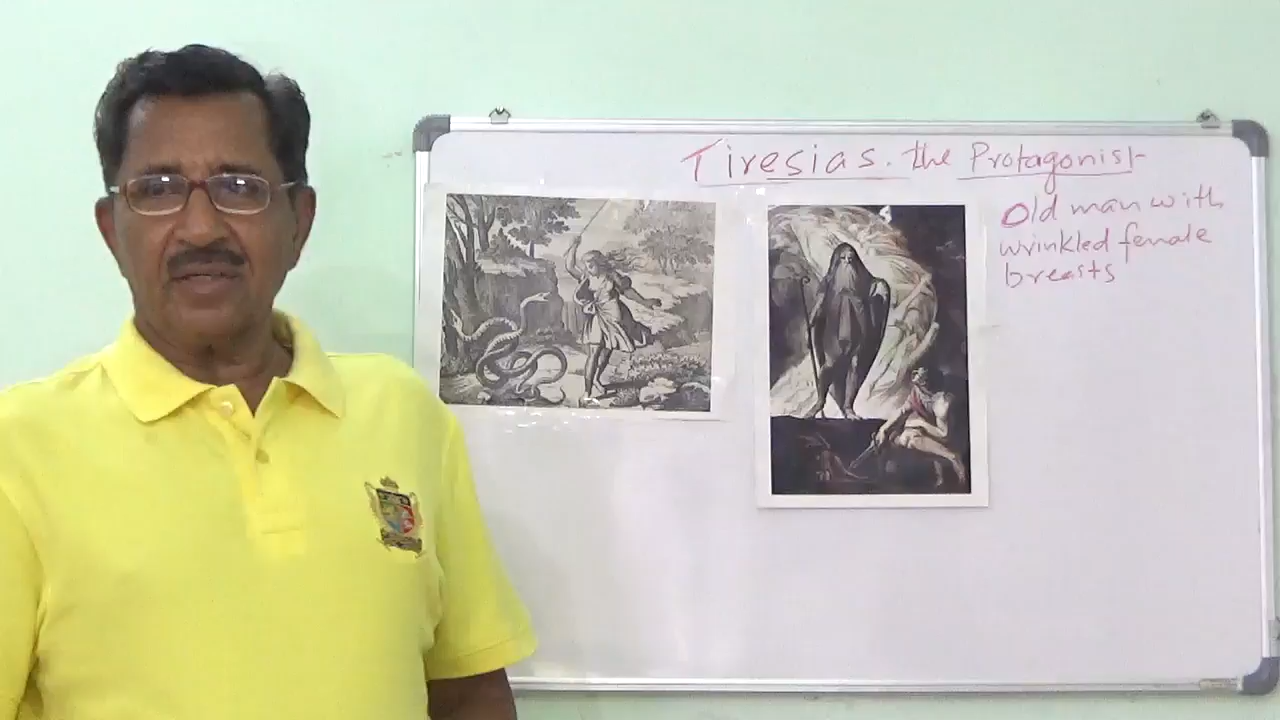 Tiresias. the Protagonist
Old man with
wrinkled female
breasts